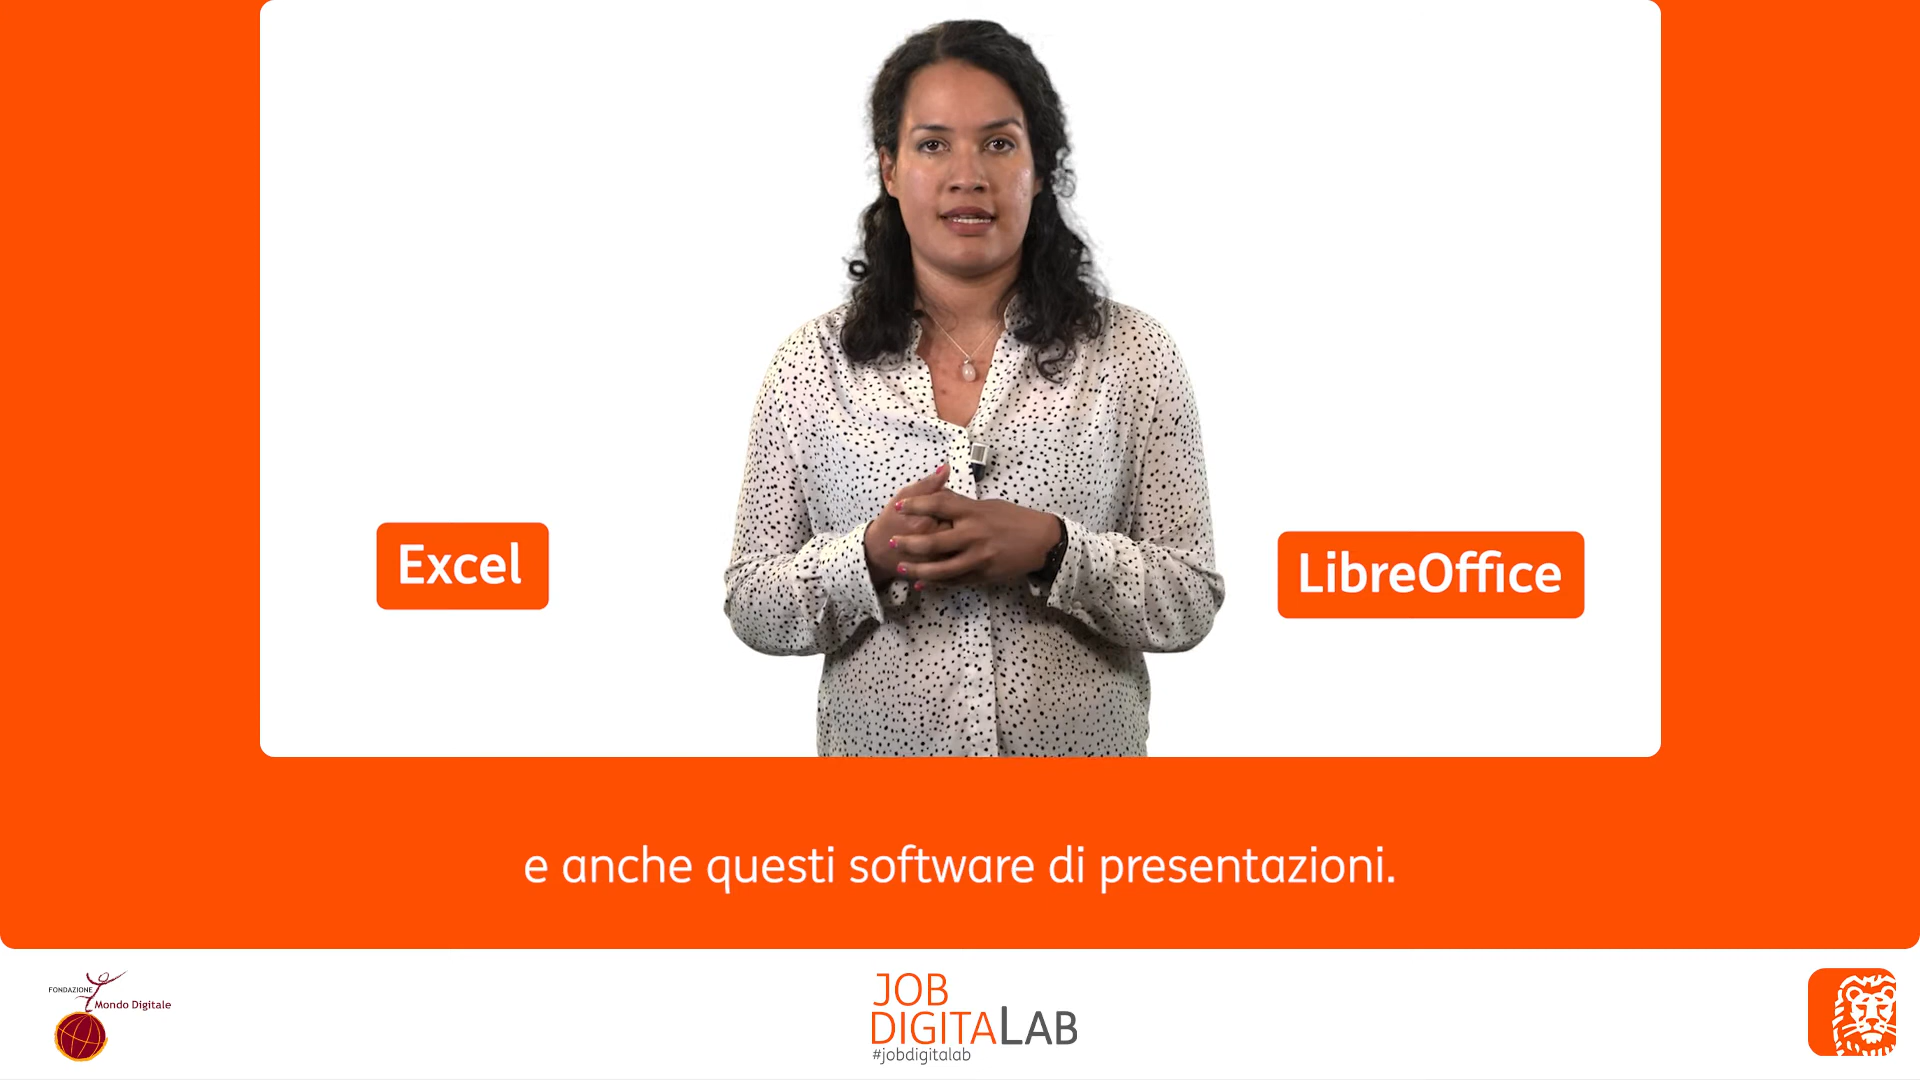 Excel
LibreOffice
e anche questi software di presentazioni.
FONDAZIONE
Mondo Digitale
JOB
DIGITALAB
#jobdigitalab